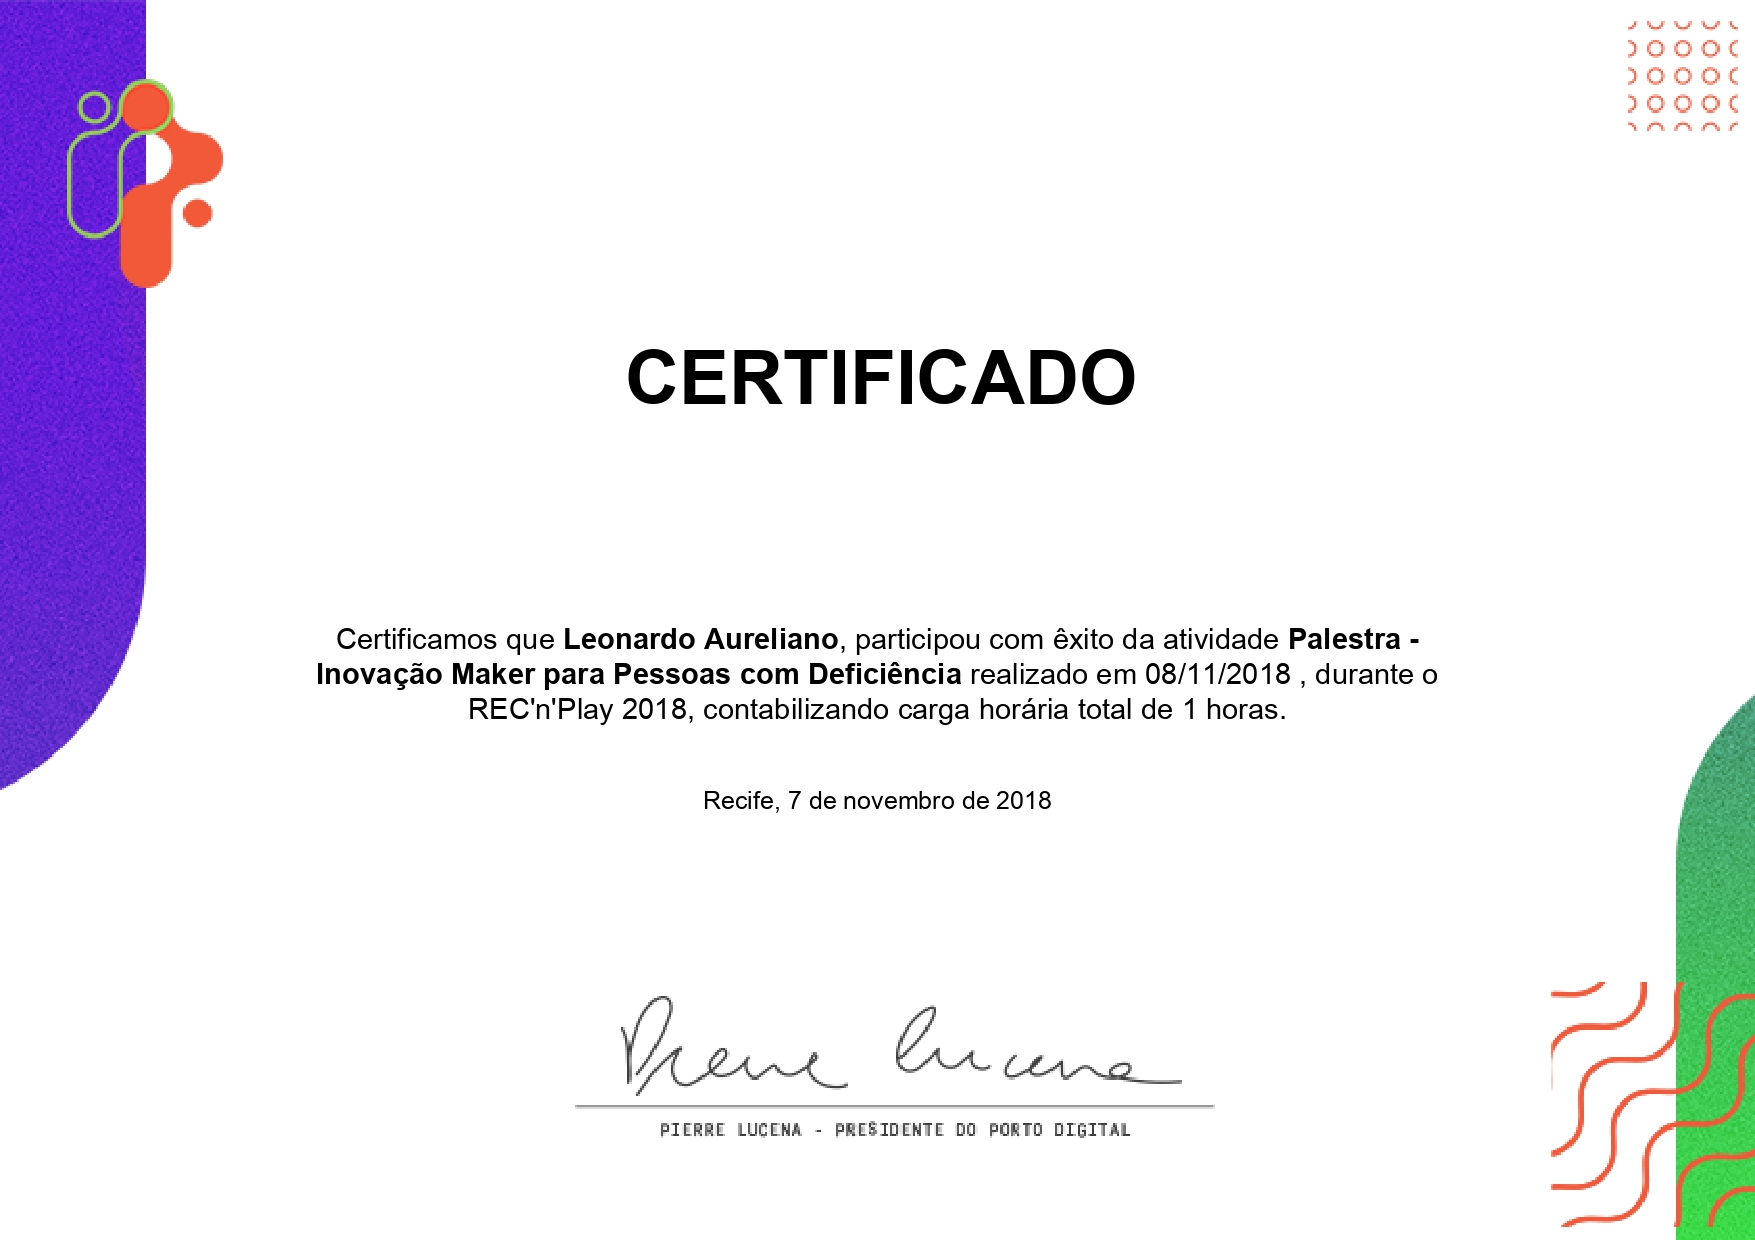 CERTIFICADO
Certificamos que Leonardo Aureliano, participou com êxito da atividade Palestra -
Inovação Maker para Pessoas com Deficiência realizado em 08/11/2018 , durante o
REC'n'Play 2018, contabilizando carga horária total de 1 horas.
Recife, 7 de novembro de 2018
Pierre Lucena
PIERRE LUCENA - PRESIDENTE DO PORTO DIGITAL